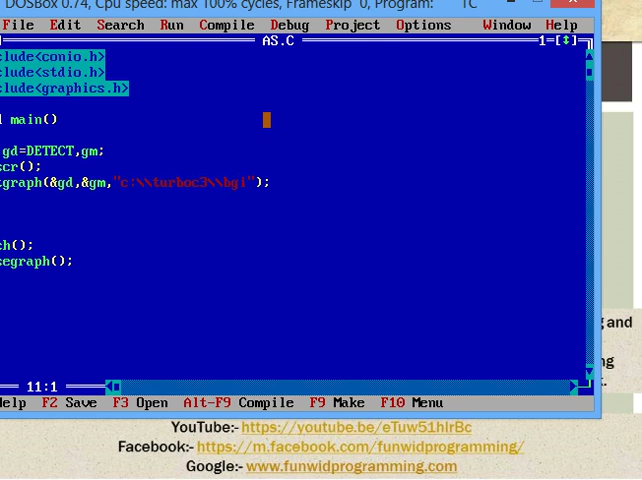 DOSBox 0.74, Cpu speed: max 100% cycles, Frameskip 0, Program: TC
File Edit Search Run Compile Debug Project Options Window Help
AS.C 1=[↕]
clude<conio.h>
clude<stdio.h>
clude<graphics.h>
main()
gd=DETECT,gm;
scr();
tgraph(&gd,&gm,"c:\\turboc3\\bgi");
ch();
segraph();
and
ng
11:1
Help F2 Save F3 Open Alt-F9 Compile F9 Make F10 Menu
YouTube:- https://youtube.be/eTuw51hIrBc
Facebook:- https://m.facebook.com/funwidprogramming/
Google:- www.funwidprogramming.com